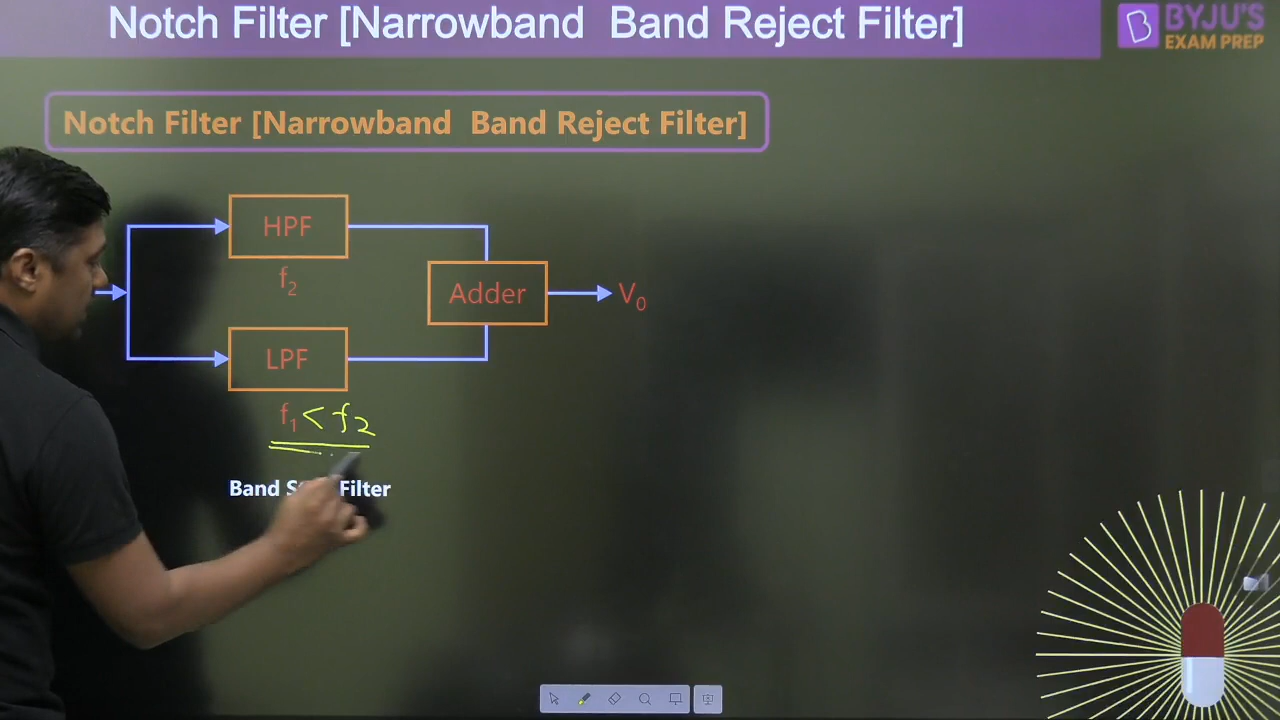 Notch Filter [Narrowband Band Reject Filter]
BYJU'S
EXAM PREP
Notch Filter [Narrowband Band Reject Filter]
HPF
f₂
Adder
V₀
LPF
f₁ < f₂
Band Filter